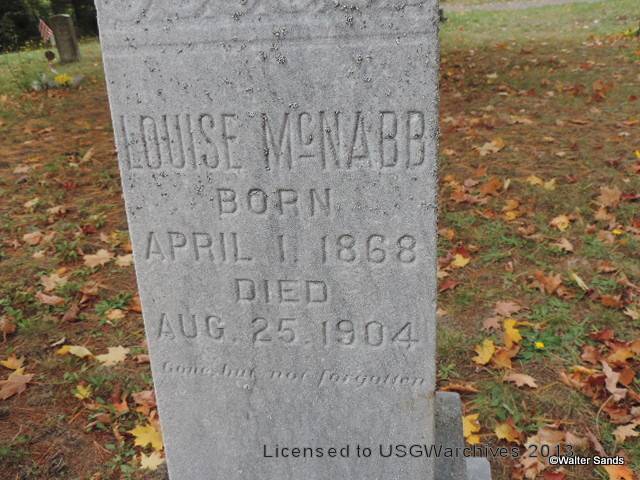 LOUISE McNABB
BORN
APRIL 1. 1868
DIED
AUG. 25. 1904
Gone, but not forgotten
Licensed to USGWarchives 2013
©Walter Sands